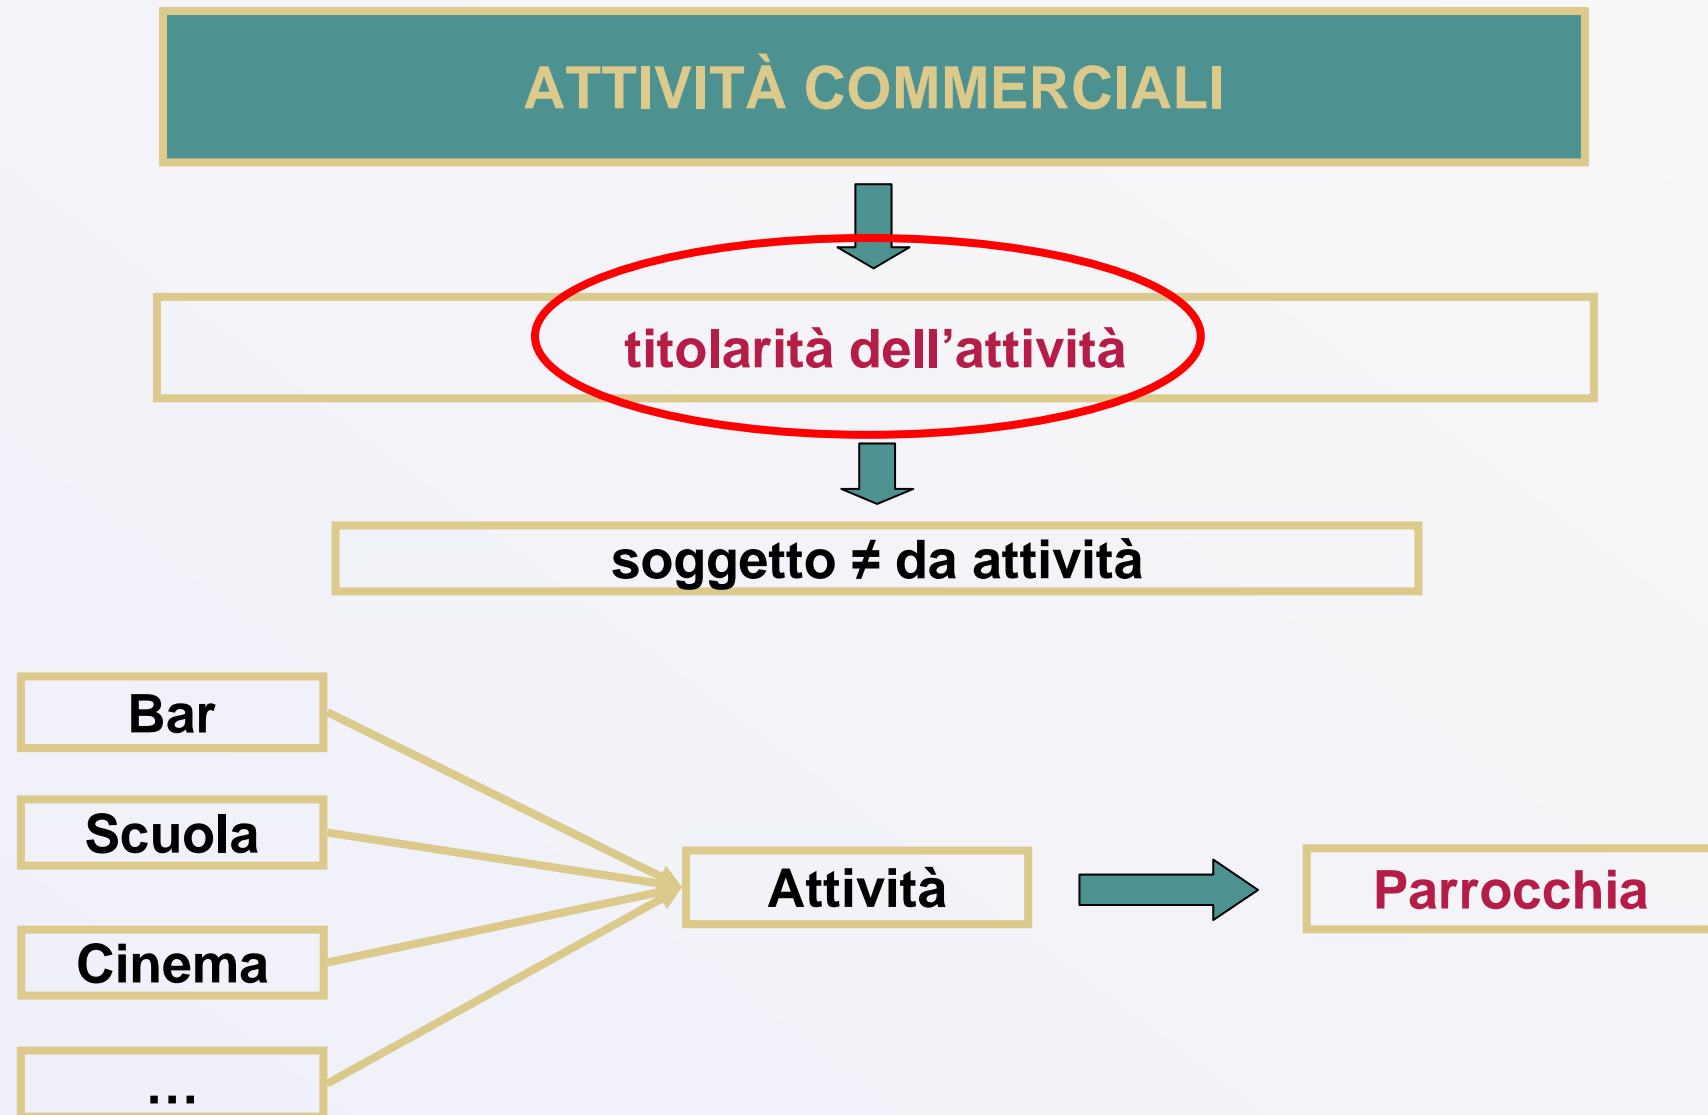 ATTIVITÀ COMMERCIALI
titolarità dell’attività
soggetto ≠ da attività
Bar
Scuola
Cinema
…
Attività
Parrocchia